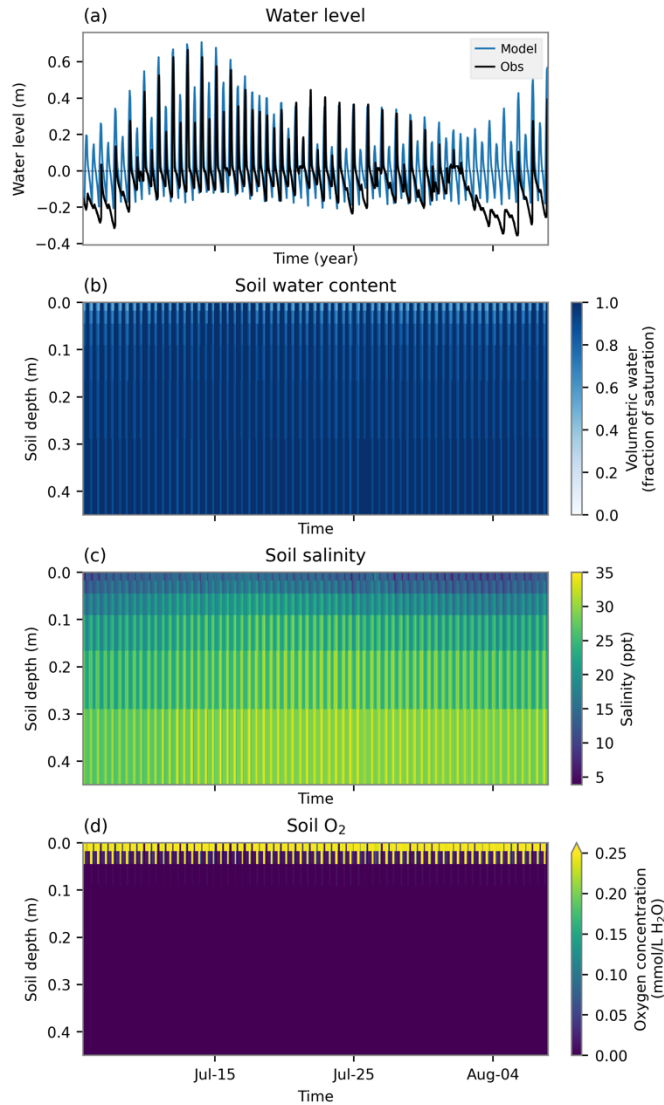 (a)
Water level
Model
Obs
0.6
0.4
0.2
0.0
−0.2
−0.4
Water level (m)
Time (year)
(b)
Soil water content
0.0
0.1
0.2
0.3
0.4
Soil depth (m)
Time
1.0
0.8
0.6
0.4
0.2
0.0
Volumetric water
(fraction of saturation)
(c)
Soil salinity
0.0
0.1
0.2
0.3
0.4
Soil depth (m)
Time
35
30
25
20
15
10
5
Salinity (ppt)
(d)
Soil O₂
0.0
0.1
0.2
0.3
0.4
Soil depth (m)
Jul-15
Jul-25
Aug-04
Time
0.25
0.20
0.15
0.10
0.05
0.00
Oxygen concentration
(mmol/L H₂O)